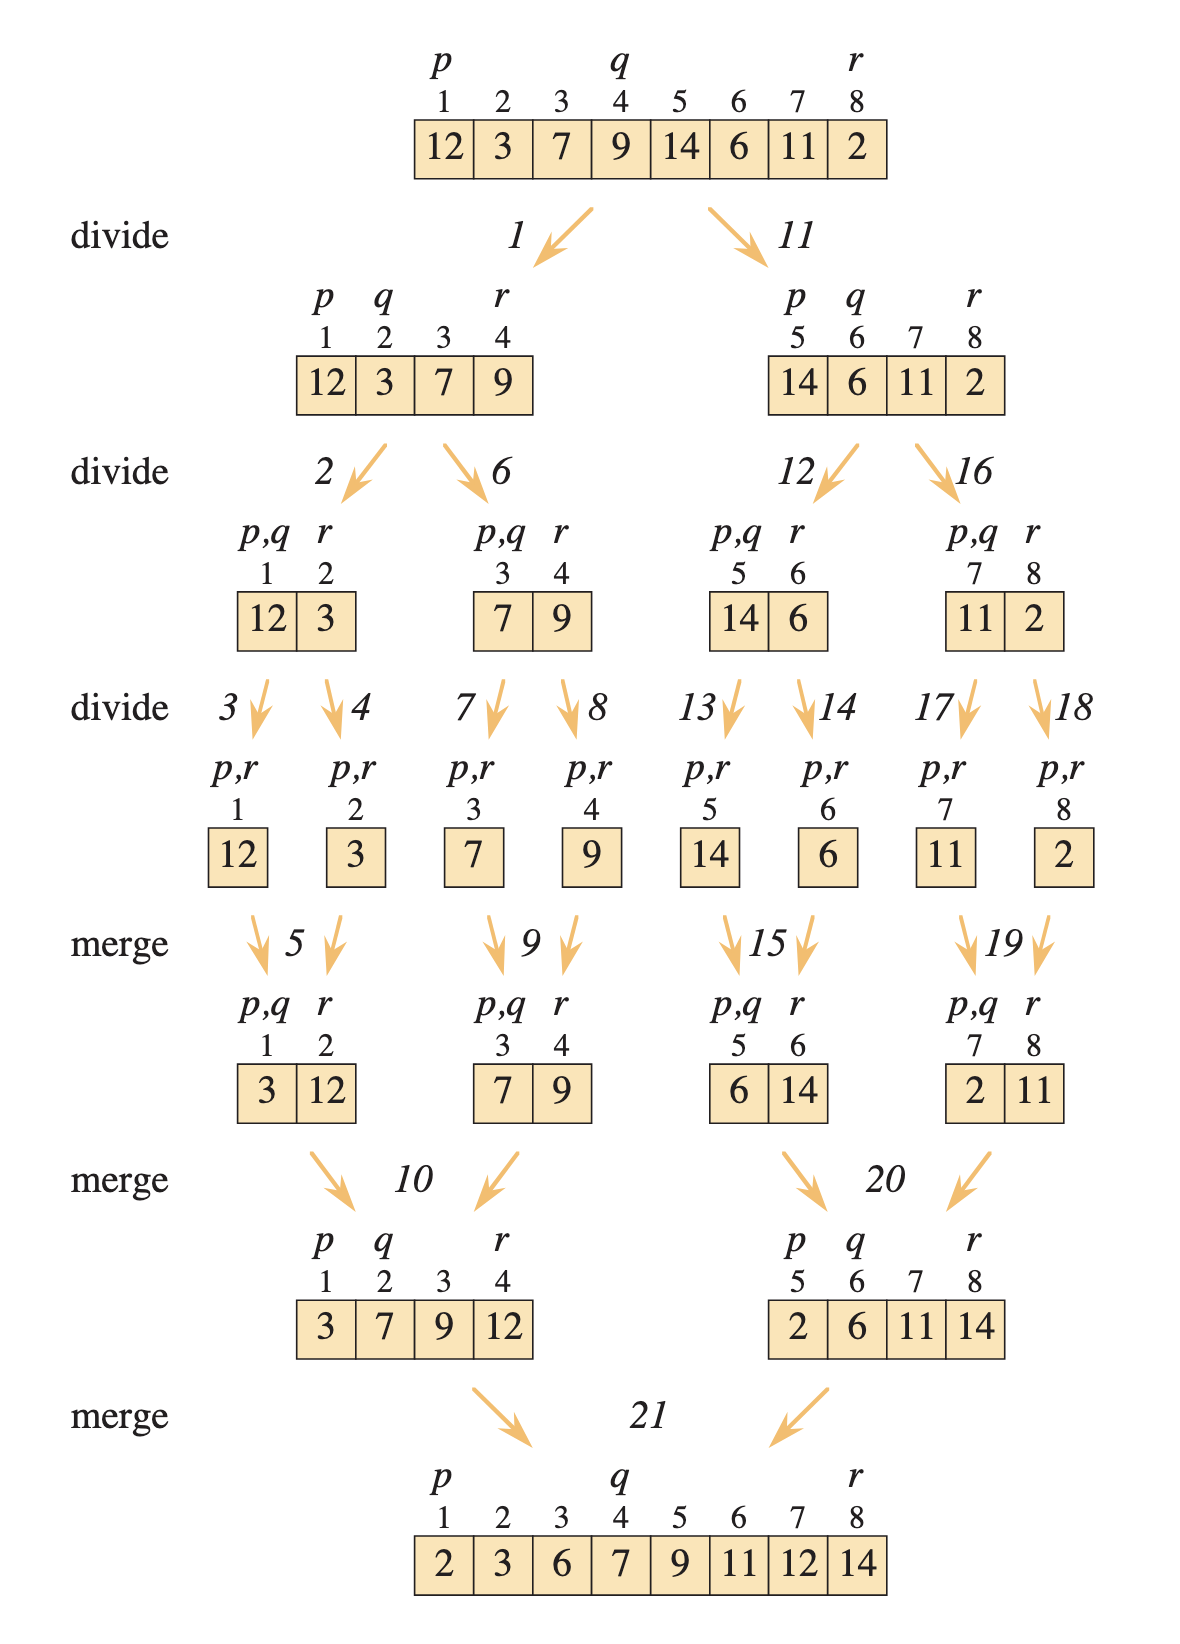 p q r
1 2 3 4 5 6 7 8
12 3 7 9 14 6 11 2
divide 1 11
p q r p q r
1 2 3 4 5 6 7 8
12 3 7 9 14 6 11 2
divide 2 6 12 16
p,q r p,q r p,q r p,q r
1 2 3 4 5 6 7 8
12 3 7 9 14 6 11 2
divide 3 4 7 8 13 14 17 18
p,r p,r p,r p,r p,r p,r p,r p,r
1 2 3 4 5 6 7 8
12 3 7 9 14 6 11 2
merge 5 9 15 19
p,q r p,q r p,q r p,q r
1 2 3 4 5 6 7 8
3 12 7 9 6 14 2 11
merge 10 20
p q r p q r
1 2 3 4 5 6 7 8
3 7 9 12 2 6 11 14
merge 21
p q r
1 2 3 4 5 6 7 8
2 3 6 7 9 11 12 14